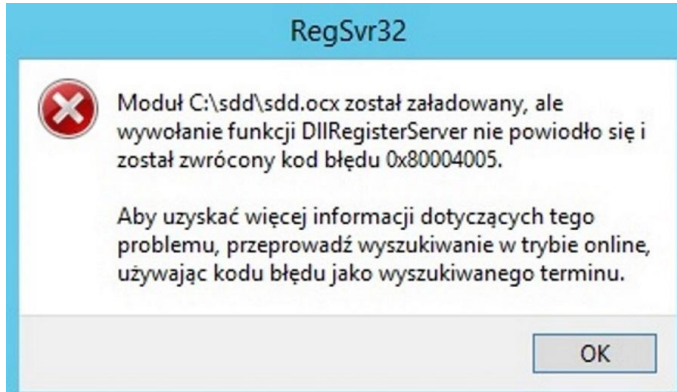 RegSvr32
Moduł C:\sdd\sdd.ocx został załadowany, ale
wywołanie funkcji DllRegisterServer nie powiodło się i
został zwrócony kod błędu 0x80004005.
Aby uzyskać więcej informacji dotyczących tego
problemu, przeprowadź wyszukiwanie w trybie online,
używając kodu błędu jako wyszukiwanego terminu.
OK